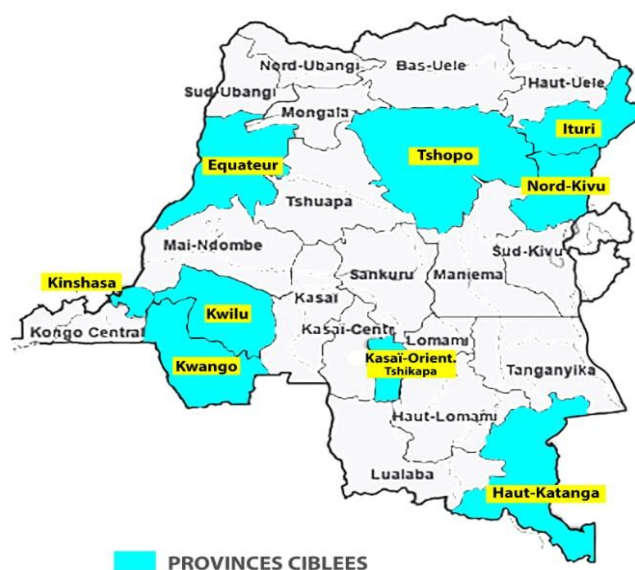 Nord-Ubangi
Bas-Uele
Haut-Uele
Sud-Ubangi
Mongala
Ituri
Equateur
Tshopo
Nord-Kivu
Tshuapa
Mai-Ndombe
Sud-Kivu
Sankuru
Maniema
Kinshasa
Kasaï
Kwilu
Kongo Central
Kasaï-Centr
Lomami
Kasaï-Orient.
Tshikapa
Kwango
Tanganyika
Haut-Lomami
Lualaba
Haut-Katanga
PROVINCES CIBLEES